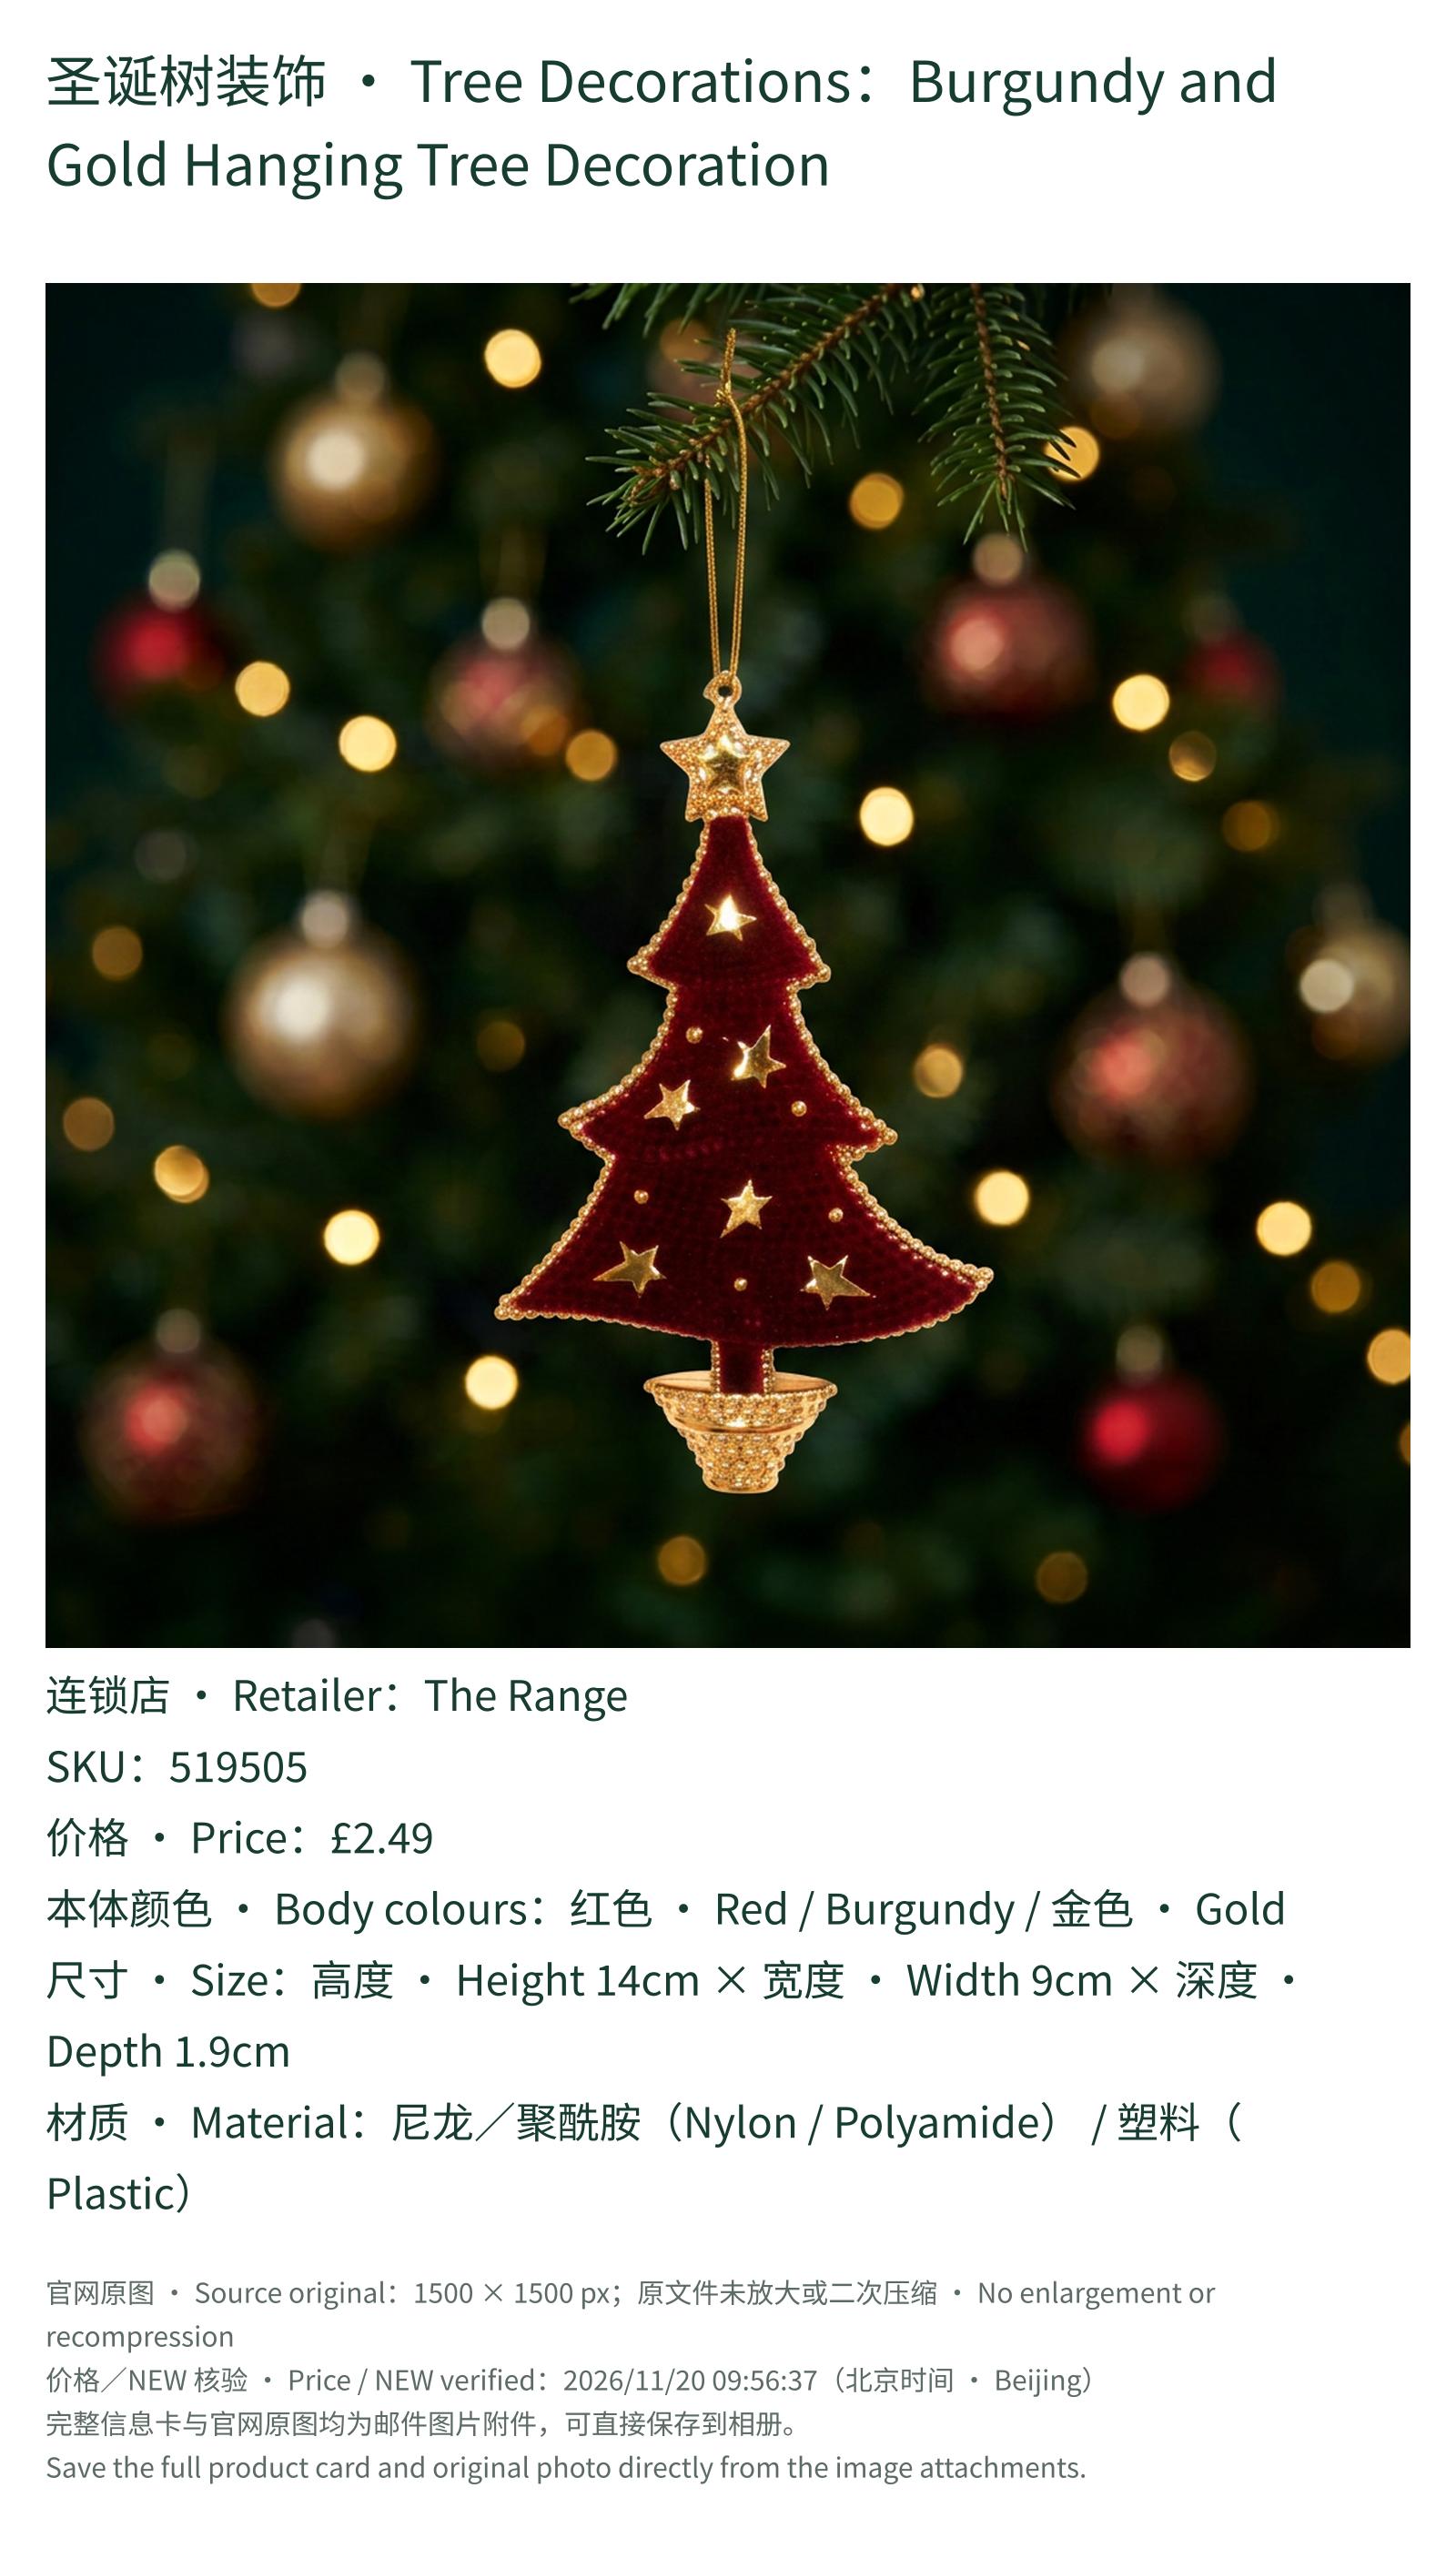 圣诞树装饰 · Tree Decorations：Burgundy and
Gold Hanging Tree Decoration
连锁店 · Retailer：The Range
SKU：519505
价格 · Price：£2.49
本体颜色 · Body colours：红色 · Red / Burgundy / 金色 · Gold
尺寸 · Size：高度 · Height 14cm × 宽度 · Width 9cm × 深度 ·
Depth 1.9cm
材质 · Material：尼龙／聚酰胺（Nylon / Polyamide） / 塑料（
Plastic）
官网原图 · Source original：1500 × 1500 px；原文件未放大或二次压缩 · No enlargement or
recompression
价格／NEW 核验 · Price / NEW verified：2026/11/20 09:56:37（北京时间 · Beijing）
完整信息卡与官网原图均为邮件图片附件，可直接保存到相册。
Save the full product card and original photo directly from the image attachments.